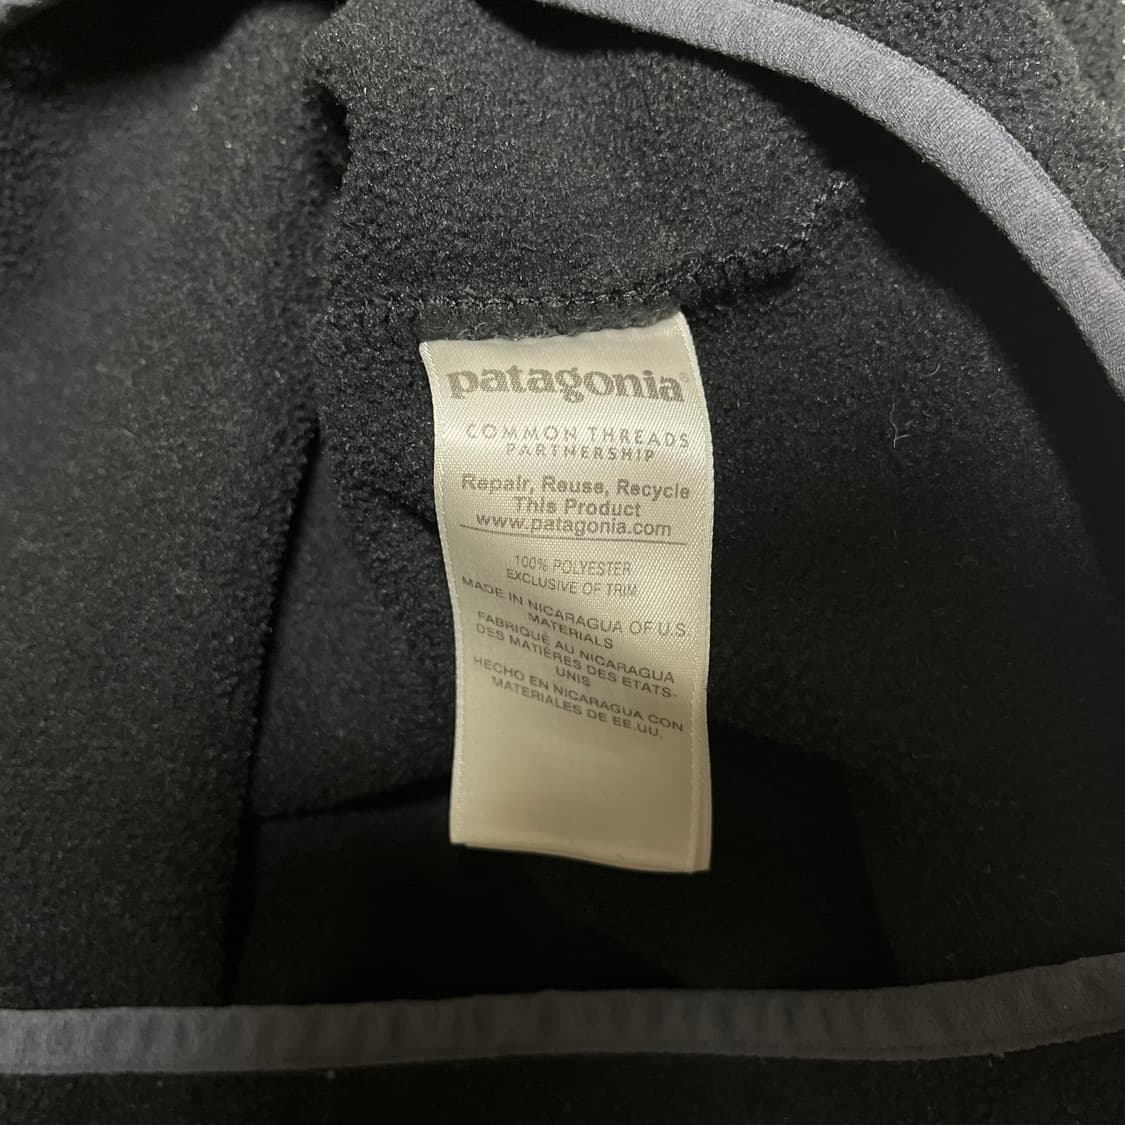 patagonia®
COMMON THREADS
PARTNERSHIP
Repair, Reuse, Recycle
This Product
www.patagonia.com
100% POLYESTER
EXCLUSIVE OF TRIM
MADE IN NICARAGUA OF U.S.
MATERIALS
FABRIQUÉ AU NICARAGUA
DES MATIÈRES DES ETATS-
UNIS
HECHO EN NICARAGUA CON
MATERIALES DE EE.UU.